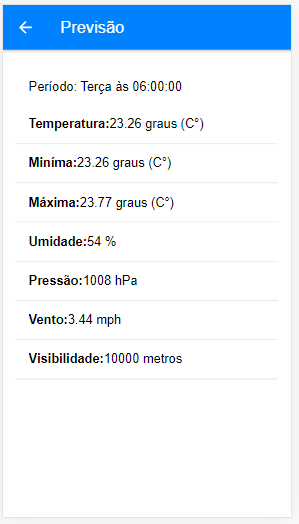 Previsão
Período: Terça às 06:00:00
Temperatura:23.26 graus (C°)
Miníma:23.26 graus (C°)
Máxima:23.77 graus (C°)
Umidade:54 %
Pressão:1008 hPa
Vento:3.44 mph
Visibilidade:10000 metros